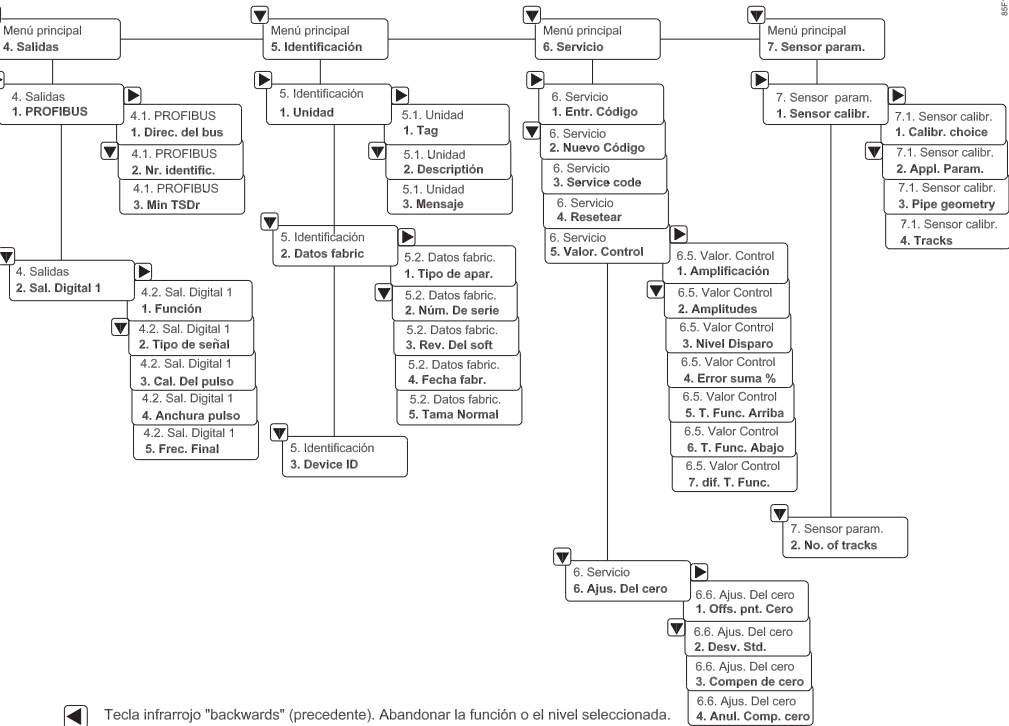 85F
Menú principal
4. Salidas
4. Salidas
1. PROFIBUS
4.1. PROFIBUS
1. Direc. del bus
4.1. PROFIBUS
2. Nr. identific.
4.1. PROFIBUS
3. Min TSDr
4. Salidas
2. Sal. Digital 1
4.2. Sal. Digital 1
1. Función
4.2. Sal. Digital 1
2. Tipo de señal
4.2. Sal. Digital 1
3. Cal. Del pulso
4.2. Sal. Digital 1
4. Anchura pulso
4.2. Sal. Digital 1
5. Frec. Final
Menú principal
5. Identificación
5. Identificación
1. Unidad
5.1. Unidad
1. Tag
5.1. Unidad
2. Descriptión
5.1. Unidad
3. Mensaje
5. Identificación
2. Datos fabric
5.2. Datos fabric.
1. Tipo de apar.
5.2. Datos fabric.
2. Núm. De serie
5.2. Datos fabric.
3. Rev. Del soft
5.2. Datos fabric.
4. Fecha fabr.
5.2. Datos fabric.
5. Tama Normal
5. Identificación
3. Device ID
Menú principal
6. Servicio
6. Servicio
1. Entr. Código
6. Servicio
2. Nuevo Código
6. Servicio
3. Service code
6. Servicio
4. Resetear
6. Servicio
5. Valor. Control
6.5. Valor. Control
1. Amplificación
6.5. Valor Control
2. Amplitudes
6.5. Valor Control
3. Nivel Disparo
6.5. Valor Control
4. Error suma %
6.5. Valor Control
5. T. Func. Arriba
6.5. Valor Control
6. T. Func. Abajo
6.5. Valor Control
7. dif. T. Func.
6. Servicio
6. Ajus. Del cero
6.6. Ajus. Del cero
1. Offs. pnt. Cero
6.6. Ajus. Del cero
2. Desv. Std.
6.6. Ajus. Del cero
3. Compen de cero
6.6. Ajus. Del cero
4. Anul. Comp. cero
Menú principal
7. Sensor param.
7. Sensor param.
1. Sensor calibr.
7.1. Sensor calibr.
1. Calibr. choice
7.1. Sensor calibr.
2. Appl. Param.
7.1. Sensor calibr.
3. Pipe geometry
7.1. Sensor calibr.
4. Tracks
7. Sensor param.
2. No. of tracks
Tecla infrarrojo "backwards" (precedente). Abandonar la función o el nivel seleccionada.